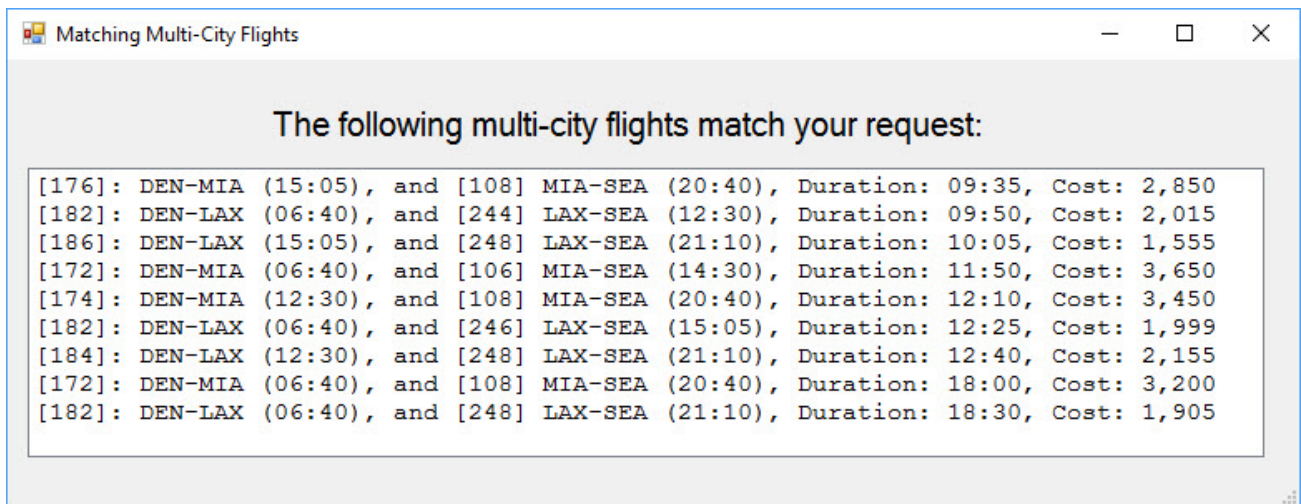 Matching Multi-City Flights
The following multi-city flights match your request:
[176]: DEN-MIA (15:05), and [108] MIA-SEA (20:40), Duration: 09:35, Cost: 2,850
[182]: DEN-LAX (06:40), and [244] LAX-SEA (12:30), Duration: 09:50, Cost: 2,015
[186]: DEN-LAX (15:05), and [248] LAX-SEA (21:10), Duration: 10:05, Cost: 1,555
[172]: DEN-MIA (06:40), and [106] MIA-SEA (14:30), Duration: 11:50, Cost: 3,650
[174]: DEN-MIA (12:30), and [108] MIA-SEA (20:40), Duration: 12:10, Cost: 3,450
[182]: DEN-LAX (06:40), and [246] LAX-SEA (15:05), Duration: 12:25, Cost: 1,999
[184]: DEN-LAX (12:30), and [248] LAX-SEA (21:10), Duration: 12:40, Cost: 2,155
[172]: DEN-MIA (06:40), and [108] MIA-SEA (20:40), Duration: 18:00, Cost: 3,200
[182]: DEN-LAX (06:40), and [248] LAX-SEA (21:10), Duration: 18:30, Cost: 1,905